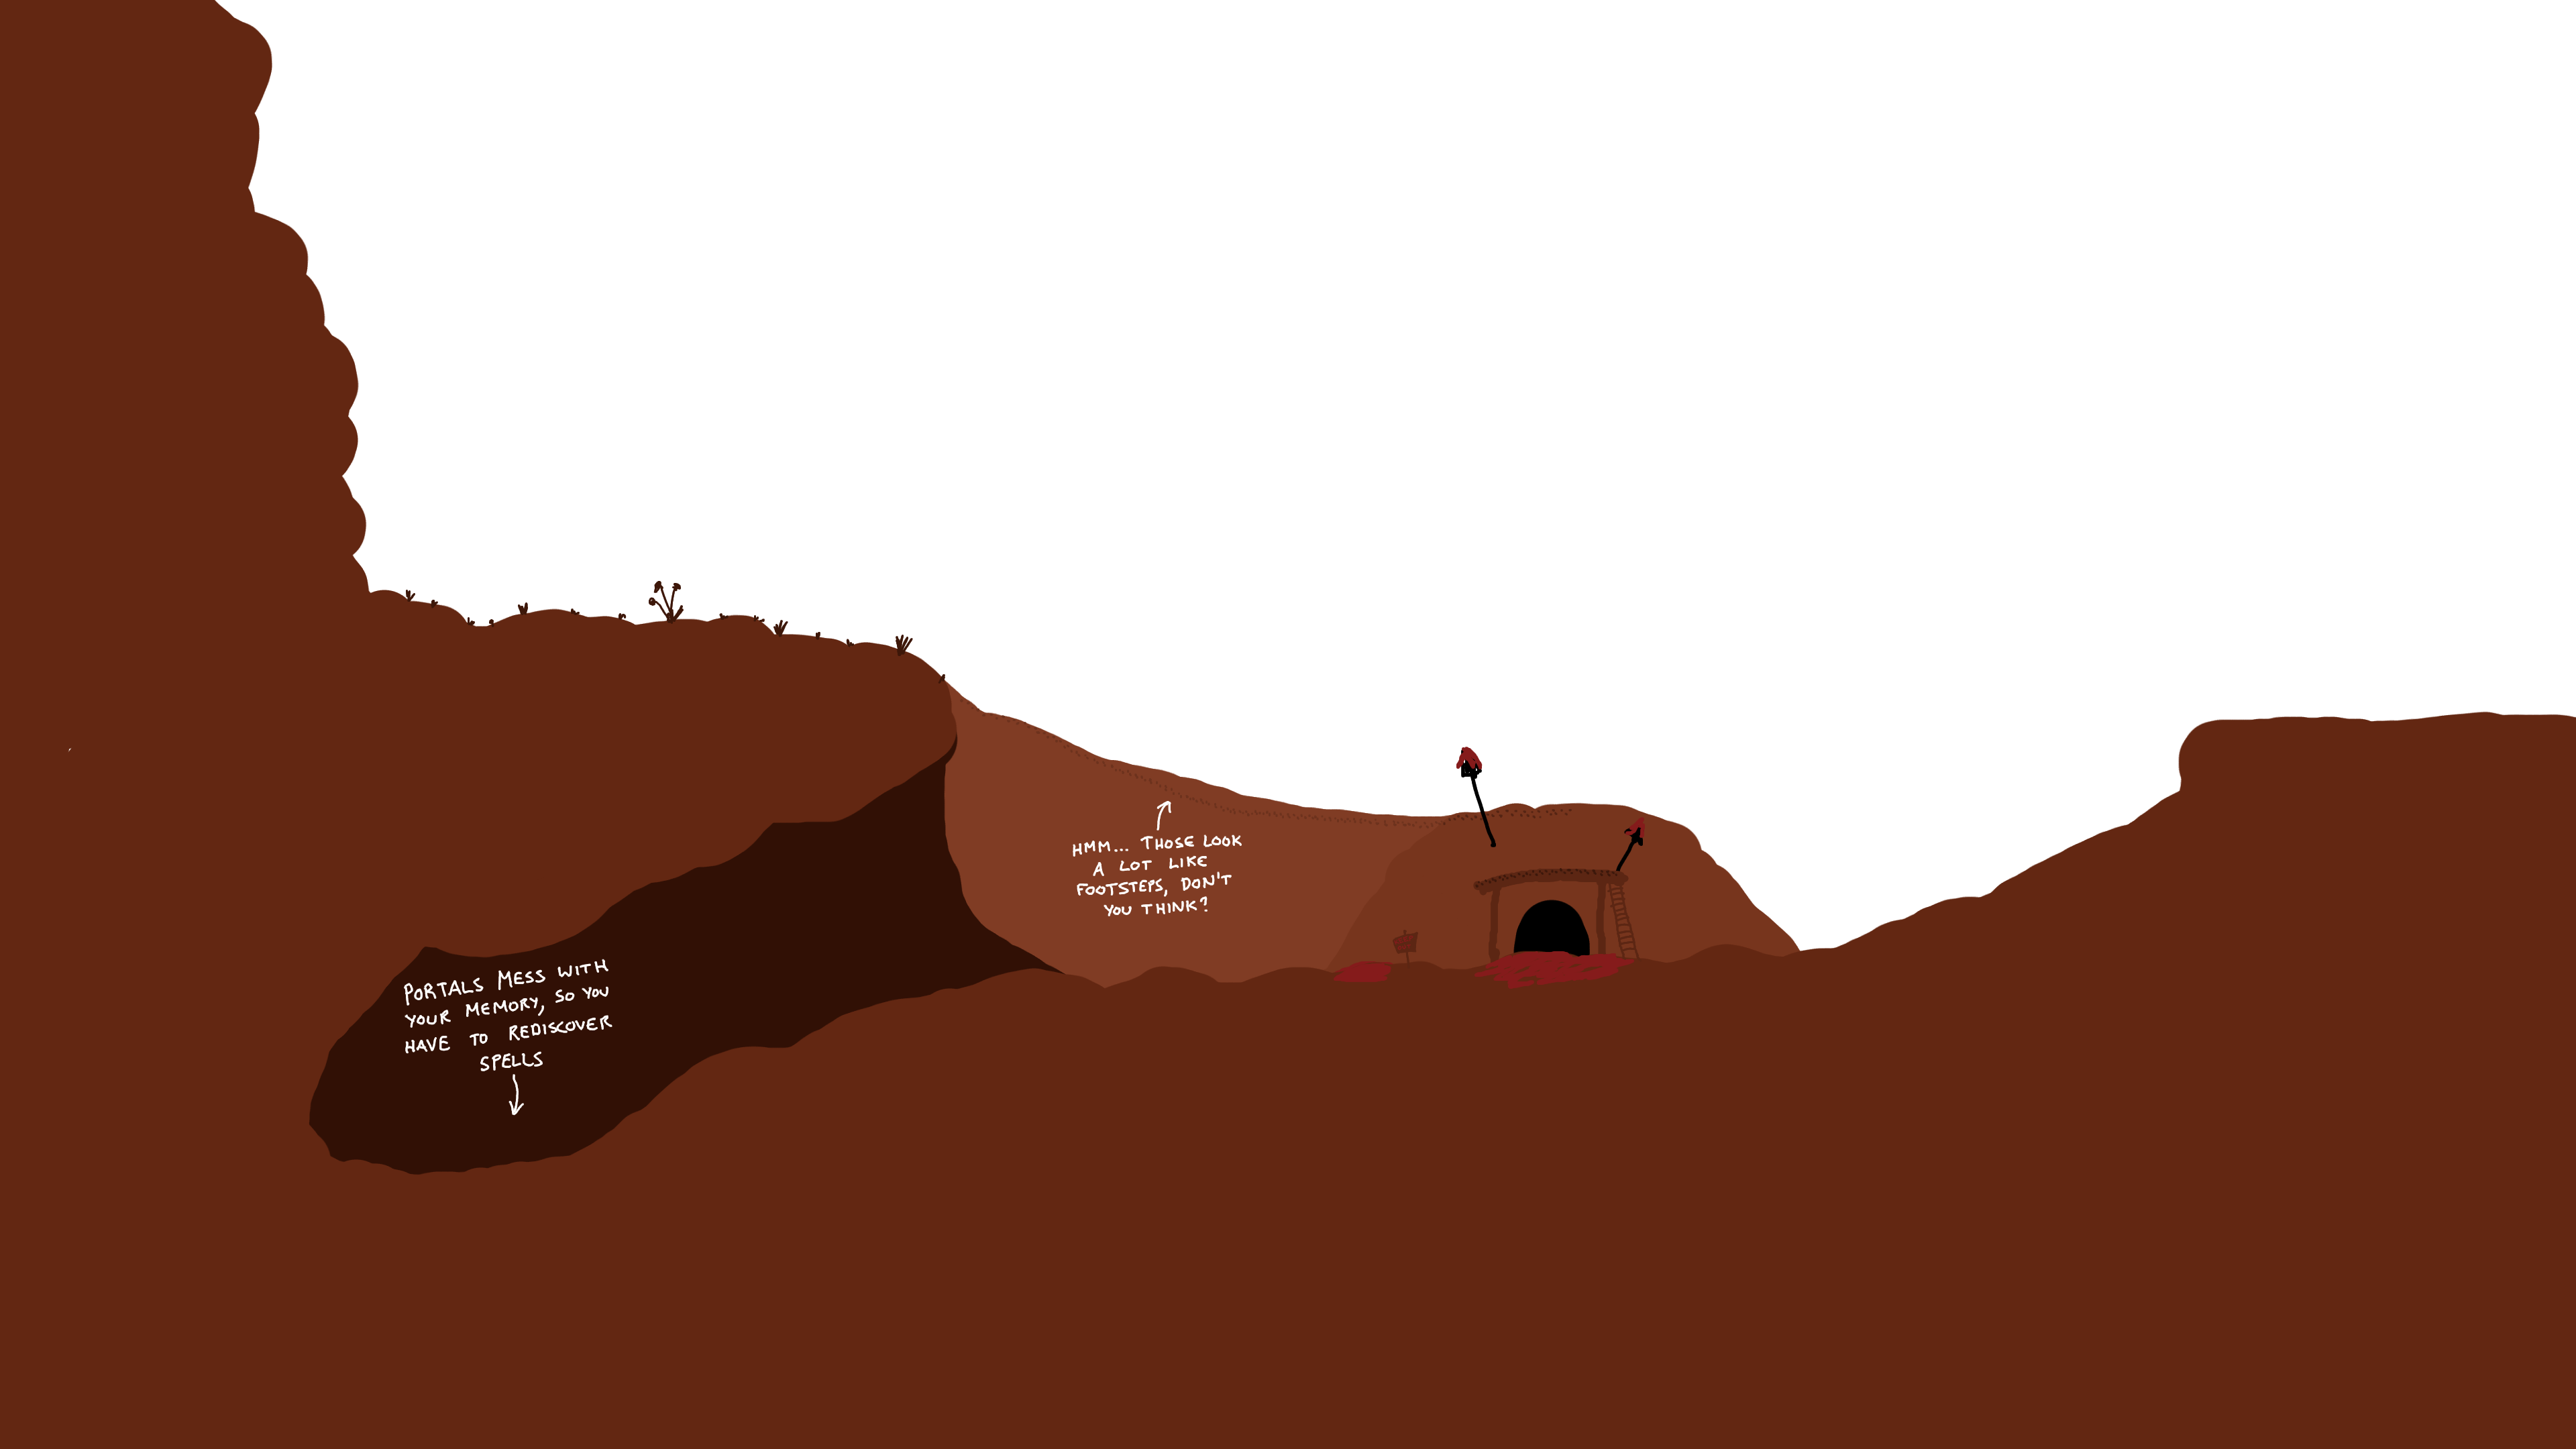 HMM... THOSE LOOK
A LOT LIKE
FOOTSTEPS, DON'T
YOU THINK?
PORTALS MESS WITH
YOUR MEMORY, SO YOU
HAVE TO REDISCOVER
SPELLS